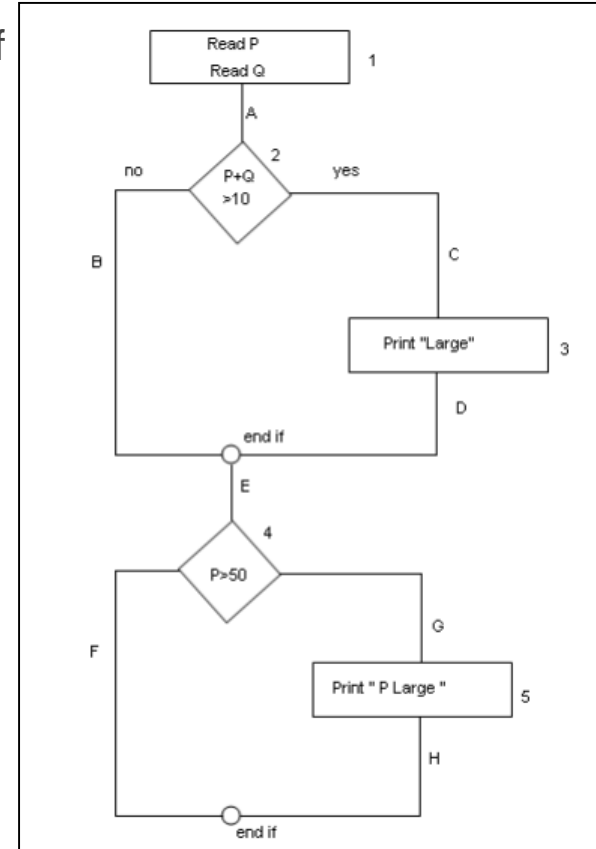 f
Read P
Read Q
1
A
2
no
P+Q
>10
yes
B
C
Print "Large"
3
D
end if
E
4
P>50
F
G
Print " P Large "
5
H
end if